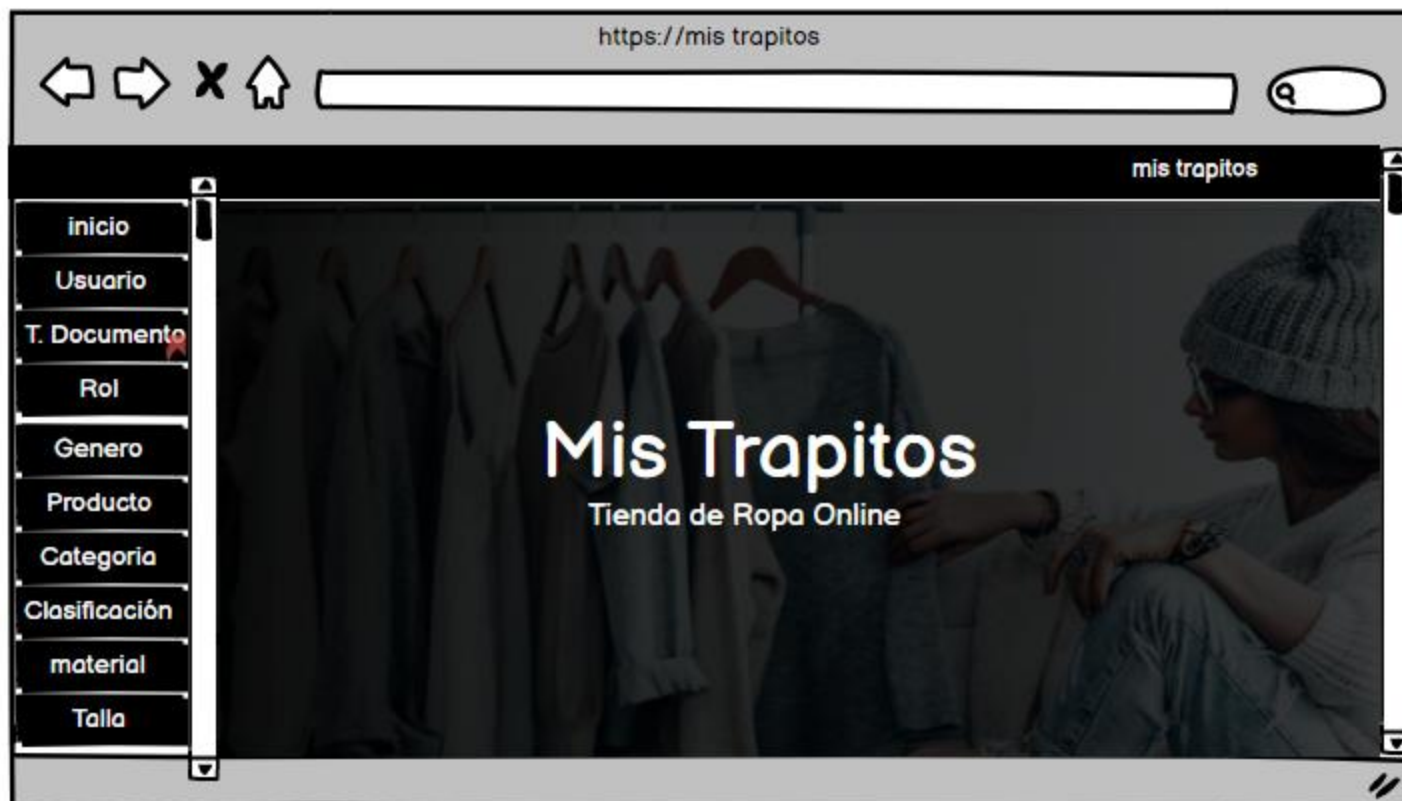 https://mis trapitos
mis trapitos
inicio
Usuario
T. Documento
Rol
Genero
Producto
Categoria
Clasificación
material
Talla
Mis Trapitos
Tienda de Ropa Online